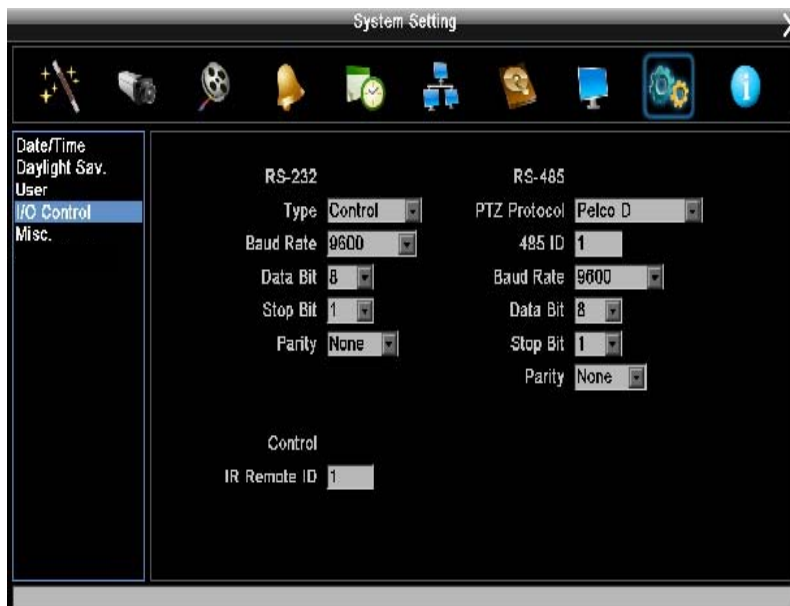 System Setting
X
Date/Time
Daylight Sav.
User
I/O Control
Misc.
RS-232
Type Control
Baud Rate 9600
Data Bit 8
Stop Bit 1
Parity None
RS-485
PTZ Protocol Pelco D
485 ID 1
Baud Rate 9600
Data Bit 8
Stop Bit 1
Parity None
Control
IR Remote ID 1